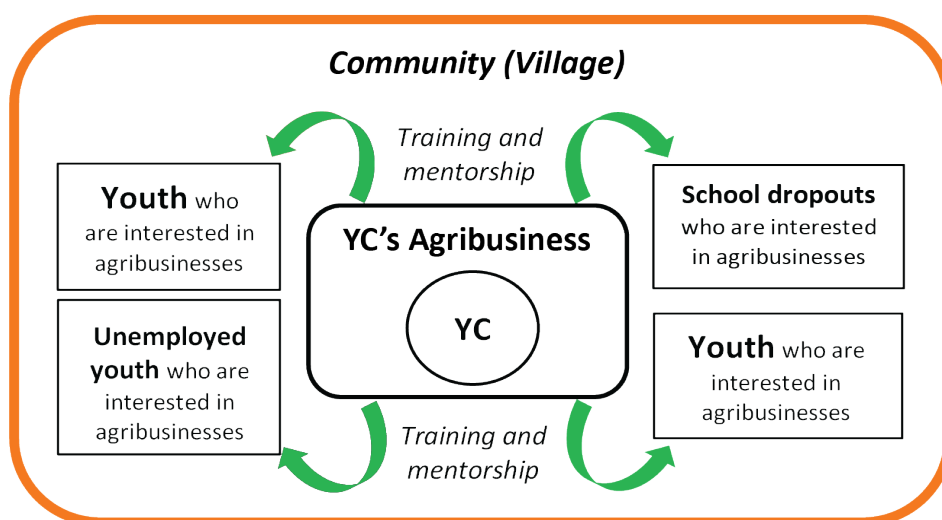 Community (Village)
Training and
mentorship
Youth who
are interested in
agribusinesses
School dropouts
who are interested
in agribusinesses
YC’s Agribusiness
YC
Unemployed
youth who are
interested in
agribusinesses
Youth who are
interested in
agribusinesses
Training and
mentorship